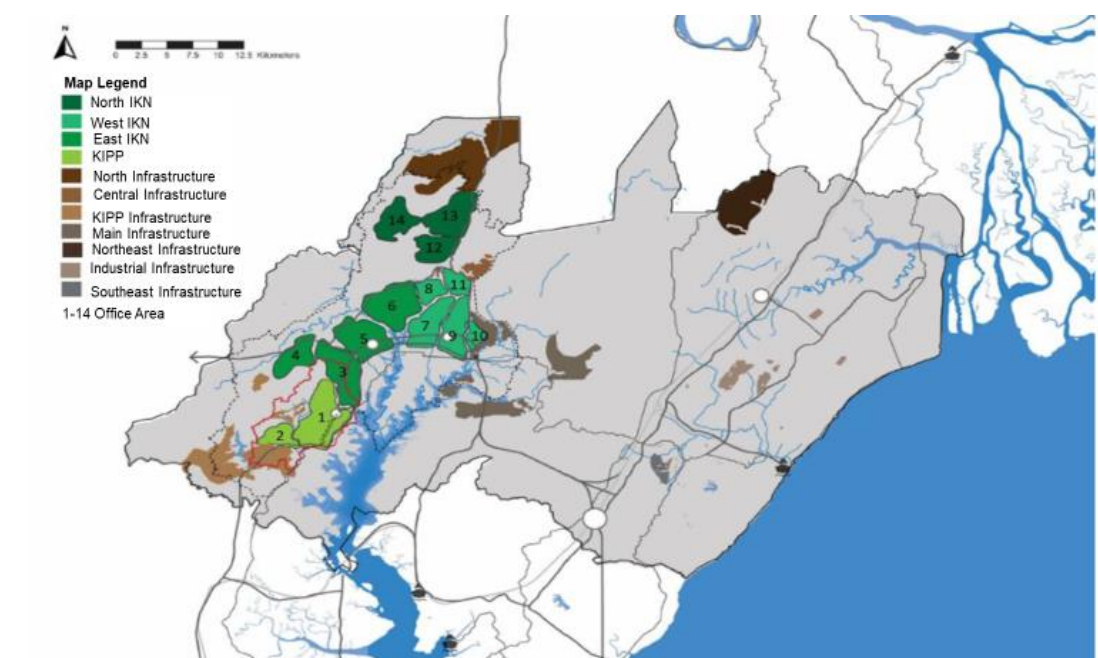 N
0 2.5 5 7.5 10 12.5 Kilometers
Map Legend
North IKN
West IKN
East IKN
KIPP
North Infrastructure
Central Infrastructure
KIPP Infrastructure
Main Infrastructure
Northeast Infrastructure
Industrial Infrastructure
Southeast Infrastructure
1-14 Office Area
14
13
12
8
11
6
7
9
10
5
4
3
1
2